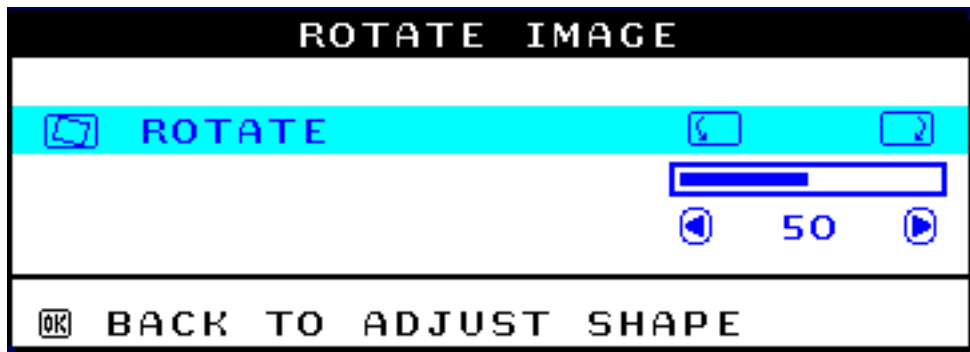 ROTATE IMAGE
ROTATE
50
OK BACK TO ADJUST SHAPE